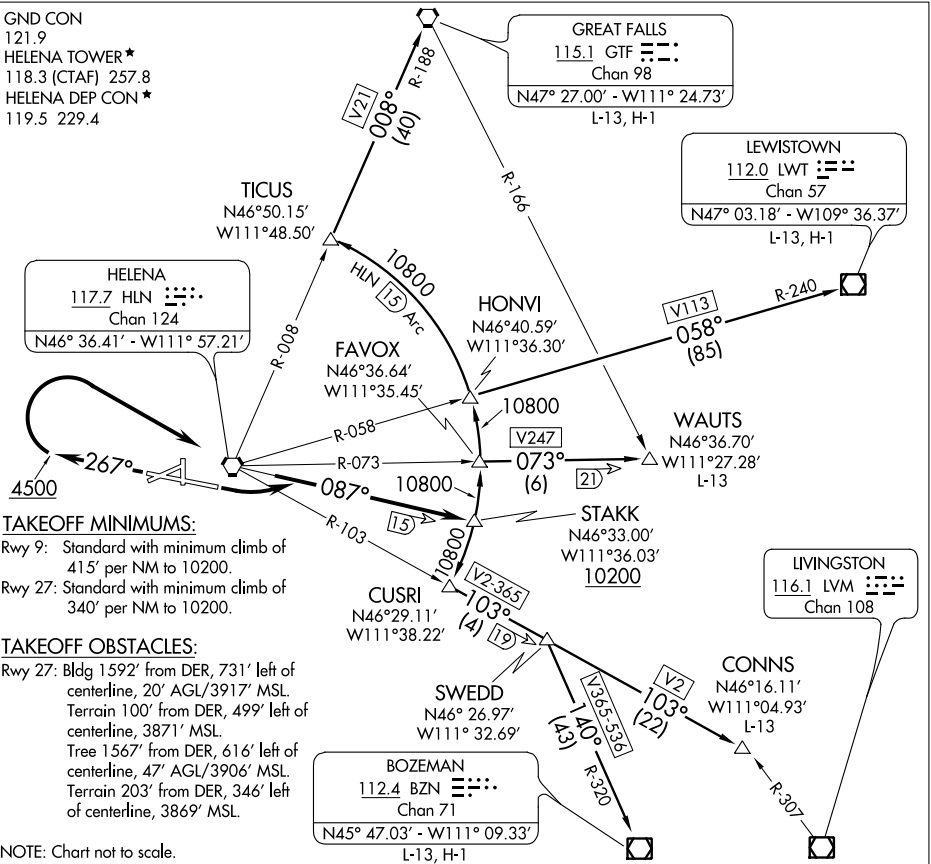 GND CON
121.9
HELENA TOWER★
118.3 (CTAF) 257.8
HELENA DEP CON★
119.5 229.4
GREAT FALLS
115.1 GTF
Chan 98
N47° 27.00' - W111° 24.73'
L-13, H-1
R-188
V21
008°
(40)
LEWISTOWN
112.0 LWT
Chan 57
N47° 03.18' - W109° 36.37'
L-13, H-1
R-166
TICUS
N46°50.15'
W111°48.50'
10800
HLN 15 Arc
HELENA
117.7 HLN
Chan 124
N46° 36.41' - W111° 57.21'
R-008
HONVI
N46°40.59'
W111°36.30'
V113
R-240
058°
(85)
FAVOX
N46°36.64'
W111°35.45'
R-058
10800
WAUTS
N46°36.70'
W111°27.28'
L-13
R-073
V247
073°
(6)
21
267°
4500
087°
15
10800
STAKK
N46°33.00'
W111°36.03'
10200
R-103
10800
TAKEOFF MINIMUMS:
Rwy 9: Standard with minimum climb of
415' per NM to 10200.
Rwy 27: Standard with minimum climb of
340' per NM to 10200.
CUSRI
N46°29.11'
W111°38.22'
V2-365
103°
(4)
19
LIVINGSTON
116.1 LVM
Chan 108
TAKEOFF OBSTACLES:
Rwy 27: Bldg 1592' from DER, 731' left of
centerline, 20' AGL/3917' MSL.
Terrain 100' from DER, 499' left of
centerline, 3871' MSL.
Tree 1567' from DER, 616' left of
centerline, 47' AGL/3906' MSL.
Terrain 203' from DER, 346' left
of centerline, 3869' MSL.
SWEDD
N46° 26.97'
W111° 32.69'
V365-536
140°
(43)
R-320
V2
103°
(22)
CONNS
N46°16.11'
W111°04.93'
L-13
R-307
BOZEMAN
112.4 BZN
Chan 71
N45° 47.03' - W111° 09.33'
L-13, H-1
NOTE: Chart not to scale.